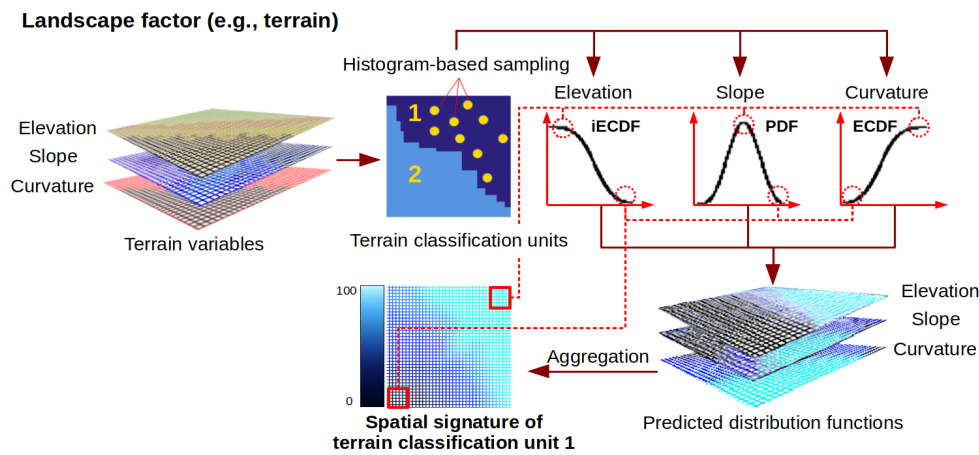 Landscape factor (e.g., terrain)
Histogram-based sampling
Elevation
Slope
Curvature
Elevation
Slope
Curvature
1
2
iECDF
PDF
ECDF
Terrain variables
Terrain classification units
100
0
Elevation
Slope
Curvature
Aggregation
Spatial signature of
terrain classification unit 1
Predicted distribution functions